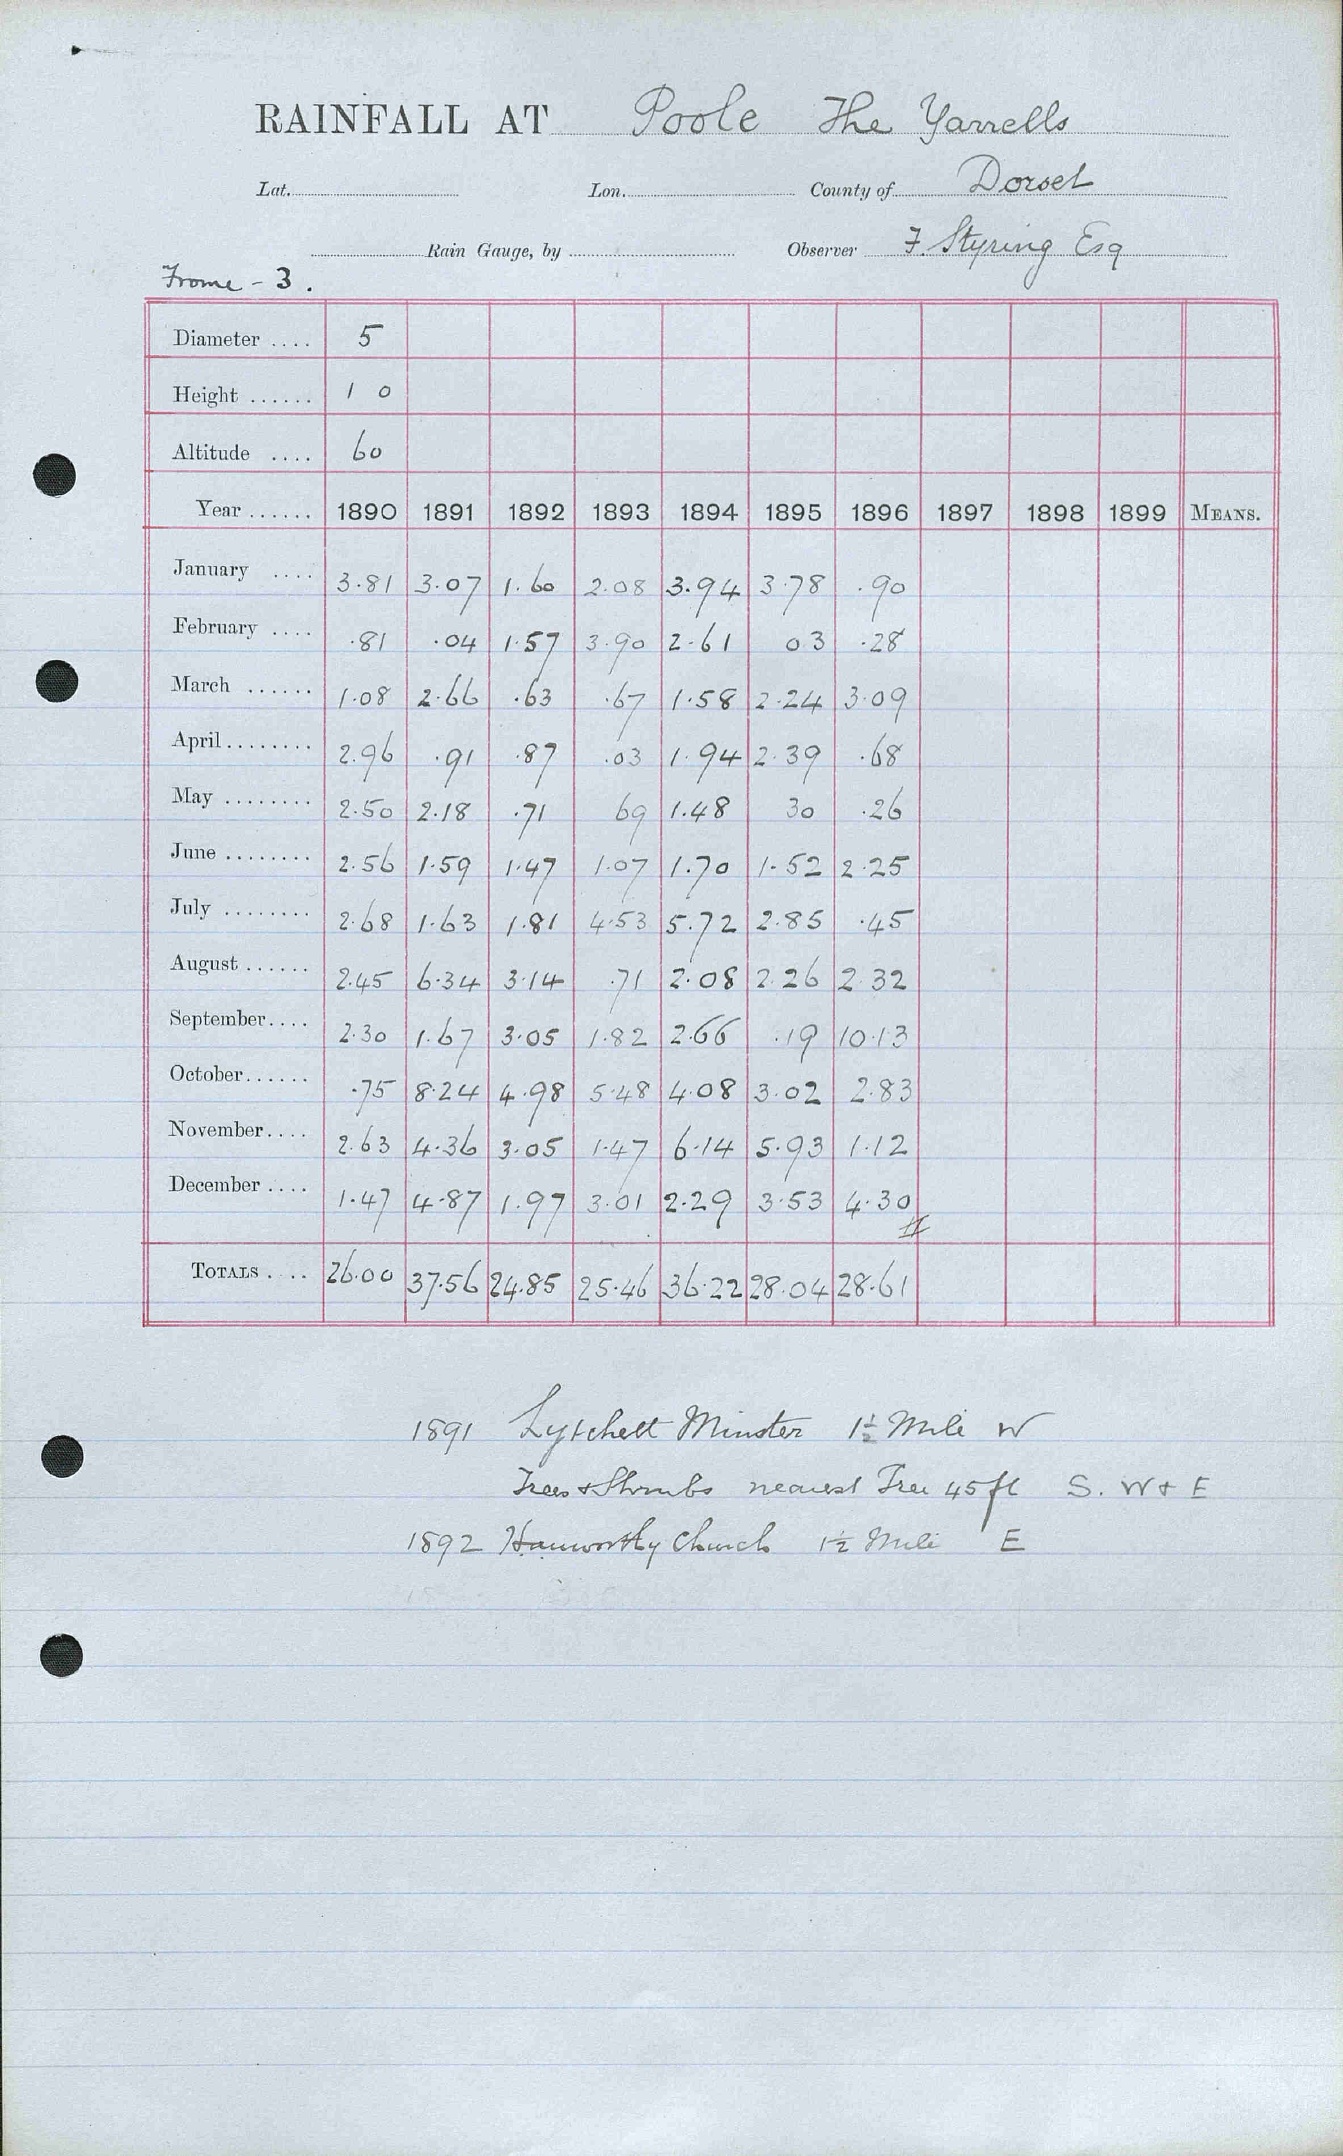 RAINFALL AT Poole The Yarrells
Lat. Lon. County of Dorset
Rain Gauge, by Observer F. Styring Esq
Frome - 3.
Diameter .... 5
Height ...... 1 0
Altitude .... 60
Year ...... 1890 1891 1892 1893 1894 1895 1896 1897 1898 1899 MEANS.
January .... 3.81 3.07 1.60 2.08 3.94 3.78 .90
February .... .81 .04 1.57 3.90 2.61 03 .28
March ...... 1.08 2.66 .63 .67 1.58 2.24 3.09
April ........ 2.96 .91 .87 .03 1.94 2.39 .68
May ........ 2.50 2.18 .71 69 1.48 30 .26
June ........ 2.56 1.59 1.47 1.07 1.70 1.52 2.25
July ........ 2.68 1.63 1.81 4.53 5.72 2.85 .45
August ...... 2.45 6.34 3.14 .71 2.08 2.26 2.32
September.... 2.30 1.67 3.05 1.82 2.66 .19 10.13
October...... .75 8.24 4.98 5.48 4.08 3.02 2.83
November.... 2.63 4.36 3.05 1.47 6.14 5.93 1.12
December .... 1.47 4.87 1.97 3.01 2.29 3.53 4.30
TOTALS .... 26.00 37.56 24.85 25.46 36.22 28.04 28.61
1891 Lytchett Minster 1½ Mile W
Trees & Shrubs nearest Tree 45 ft S. W & E
1892 Hamworthy Church 1½ Mile E